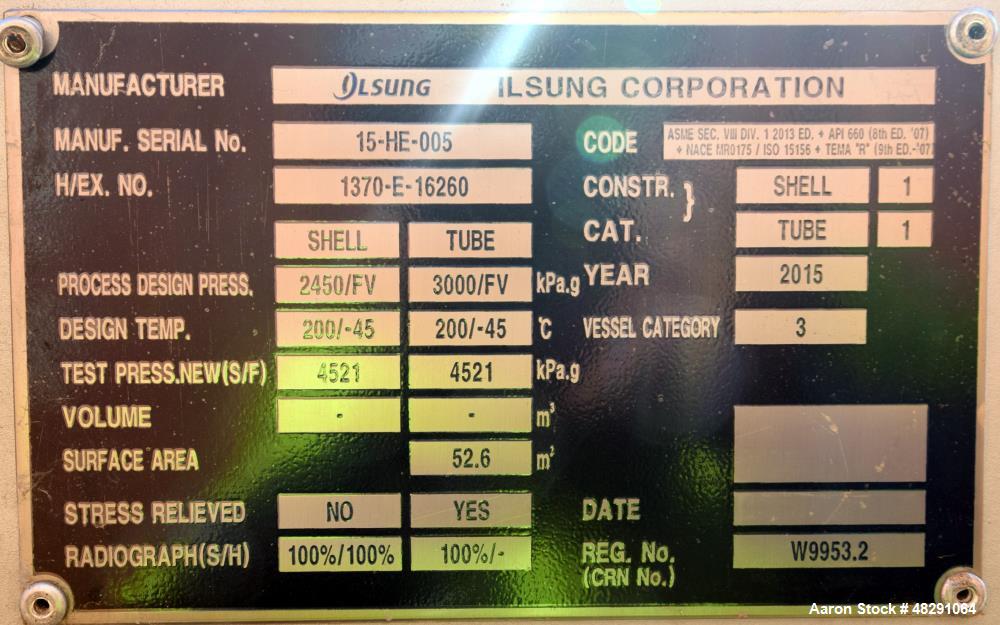 MANUFACTURER ILSUNG ILSUNG CORPORATION
MANUF. SERIAL No. 15-HE-005 CODE ASME SEC. VIII DIV. 1 2013 ED. + API 660 (8th ED. '07)
+ NACE MR0175 / ISO 15156 + TEMA "R" (9th ED.-'07)
H/EX. NO. 1370-E-16260 CONSTR. } SHELL 1
SHELL TUBE CAT. TUBE 1
PROCESS DESIGN PRESS. 2450/FV 3000/FV kPa.g YEAR 2015
DESIGN TEMP. 200/-45 200/-45 °C VESSEL CATEGORY 3
TEST PRESS.NEW(S/F) 4521 4521 kPa.g
VOLUME - - m³
SURFACE AREA 52.6 m²
STRESS RELIEVED NO YES DATE
RADIOGRAPH(S/H) 100%/100% 100%/- REG. No. W9953.2
(CRN No.)
Aaron Stock # 48291064